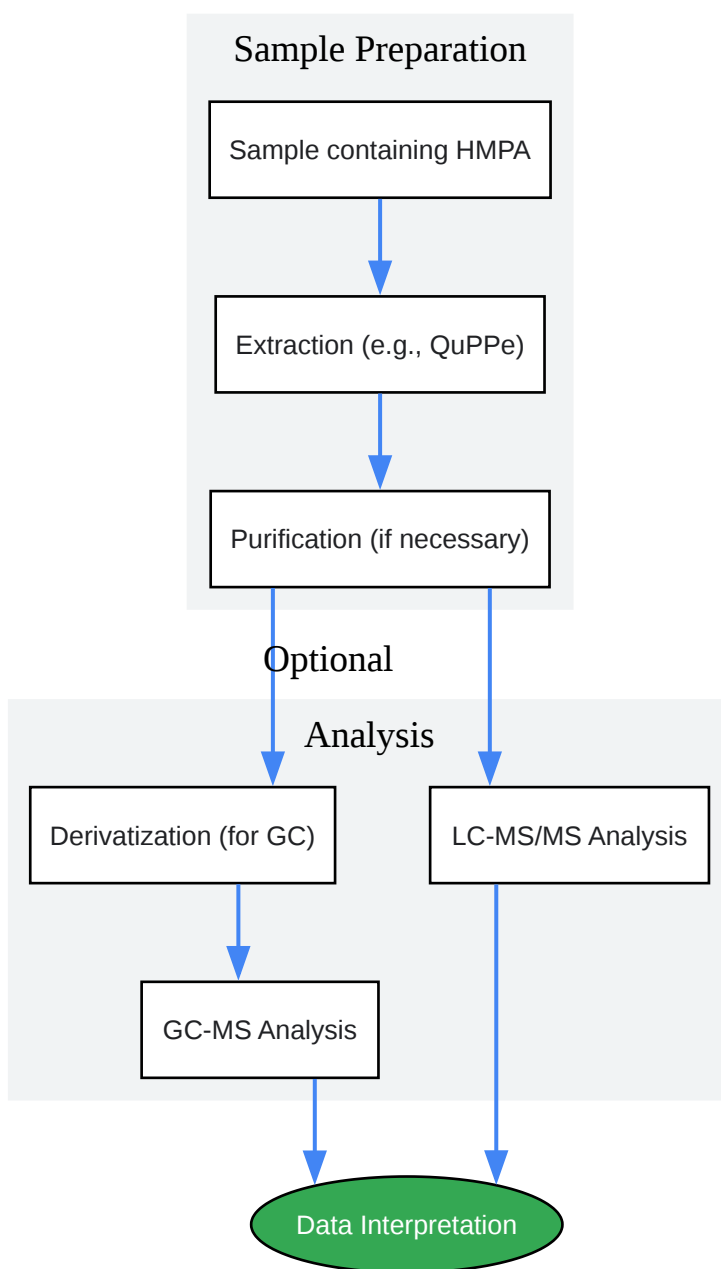 Sample Preparation
Sample containing HMPA
Extraction (e.g., QuPPe)
Purification (if necessary)
Optional
Analysis
Derivatization (for GC)
LC-MS/MS Analysis
GC-MS Analysis
Data Interpretation